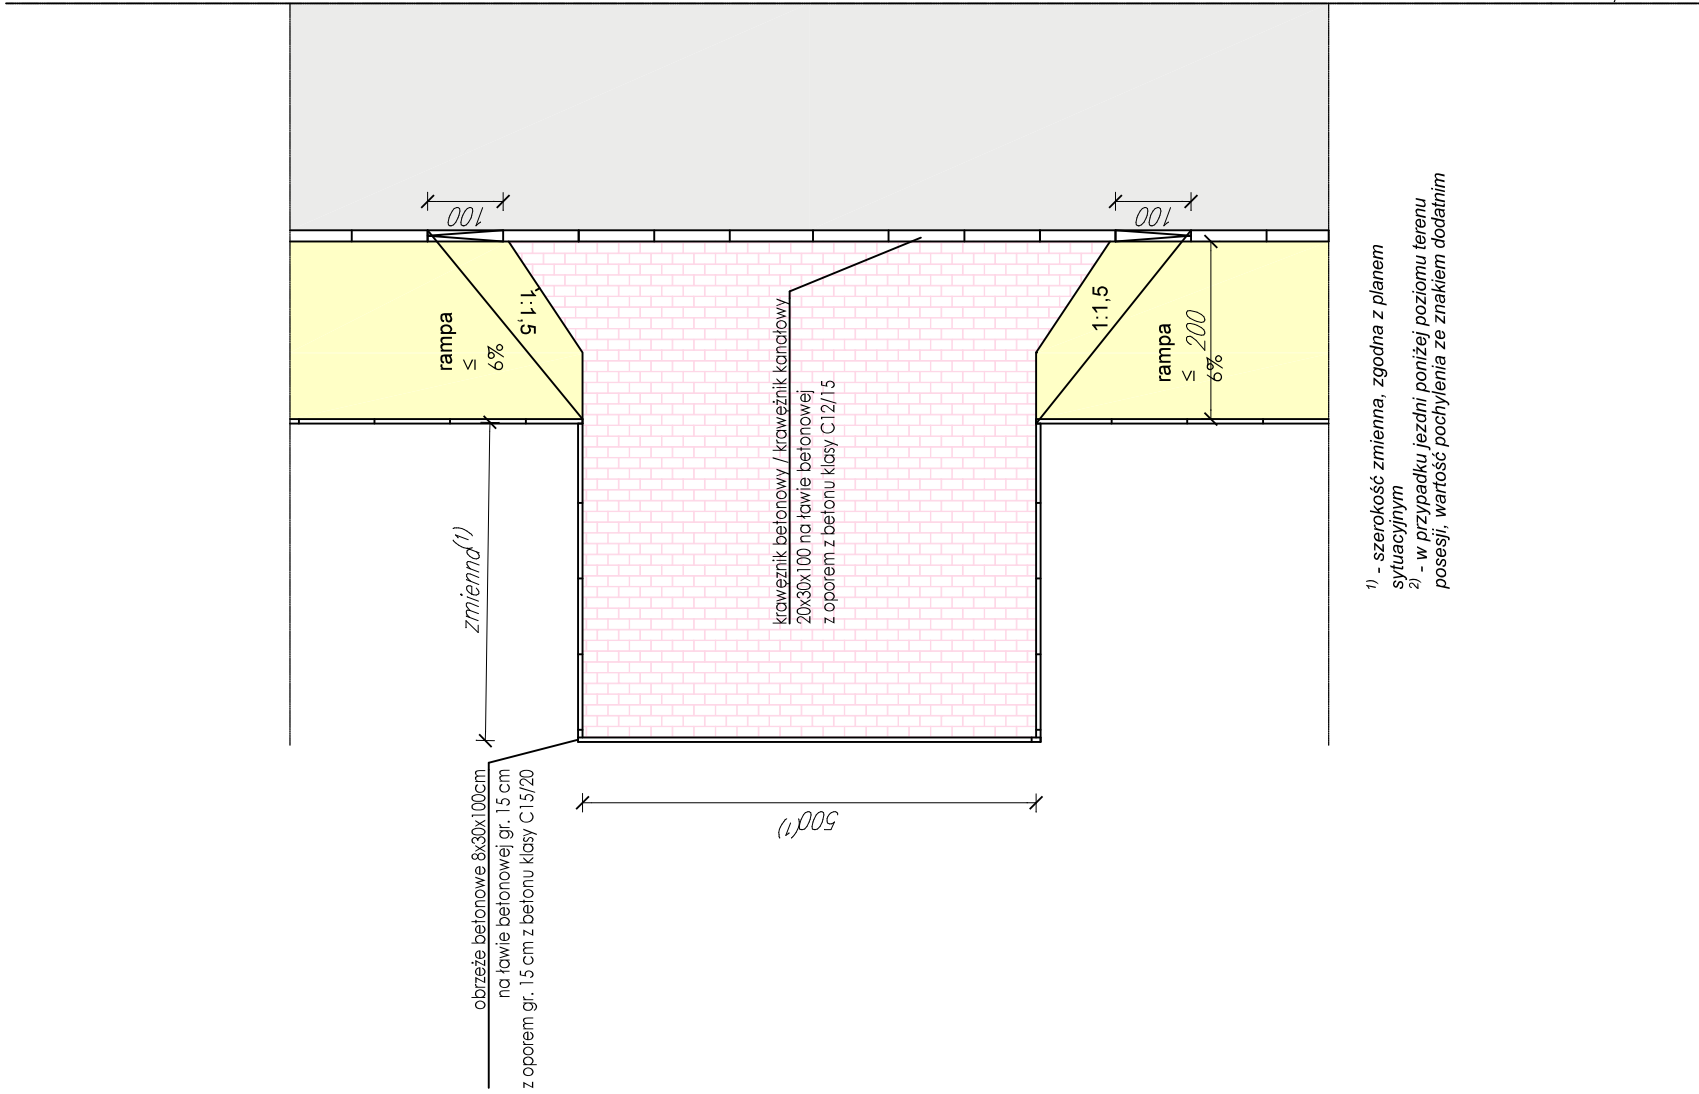 100
100
1:1,5
1:1,5
rampa
≤
6%
rampa
≤
6%
200
krawężnik betonowy / krawężnik kanałowy
20x30x100 na ławie betonowej
z oporem z betonu klasy C12/15
zmienna(1)
500(1)
obrzeże betonowe 8x30x100cm
na ławie betonowej gr. 15 cm
z oporem gr. 15 cm z betonu klasy C15/20
1) - szerokość zmienna, zgodna z planem
sytuacyjnym
2) - w przypadku jezdni poniżej poziomu terenu
posesji, wartość pochylenia ze znakiem dodatnim